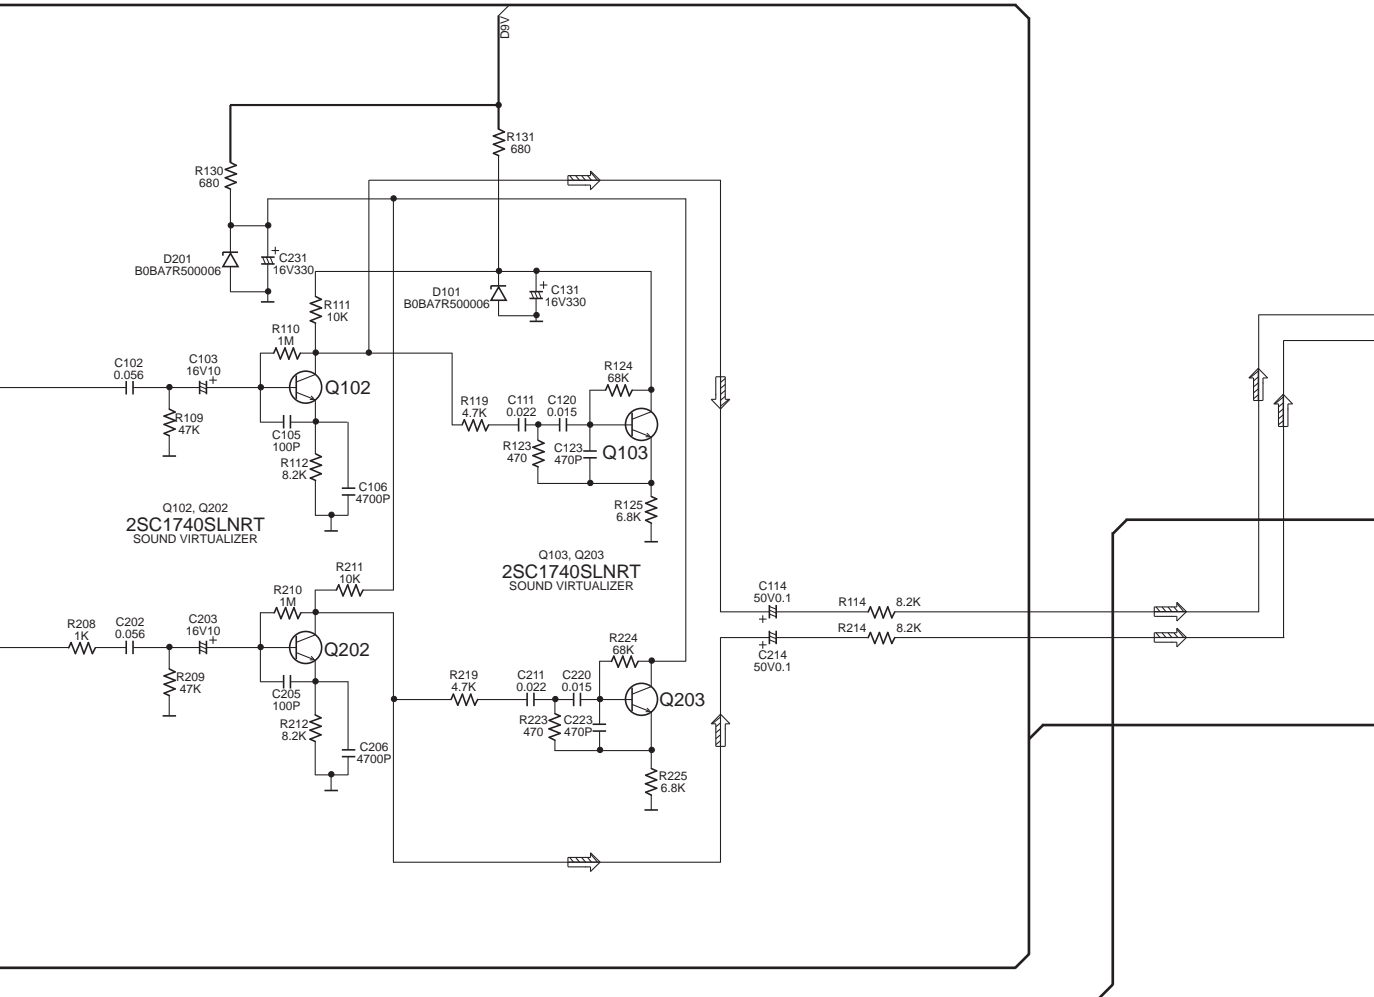 D9V
R131
680
R130
680
D201
B0BA7R500006
+
C231
16V330
D101
B0BA7R500006
+
C131
16V330
R111
10K
R110
1M
C102
0.056
C103
16V10
+
Q102
R109
47K
C105
100P
R112
8.2K
C106
4700P
R119
4.7K
C111
0.022
C120
0.015
R124
68K
R123
470
C123
470P
Q103
R125
6.8K
Q102, Q202
2SC1740SLNRT
SOUND VIRTUALIZER
Q103, Q203
2SC1740SLNRT
SOUND VIRTUALIZER
R211
10K
R210
1M
R208
1K
C202
0.056
C203
16V10
+
Q202
R209
47K
C205
100P
R212
8.2K
C206
4700P
R219
4.7K
C211
0.022
C220
0.015
R224
68K
R223
470
C223
470P
Q203
R225
6.8K
C114
50V0.1
+
R114 8.2K
R214 8.2K
+
C214
50V0.1